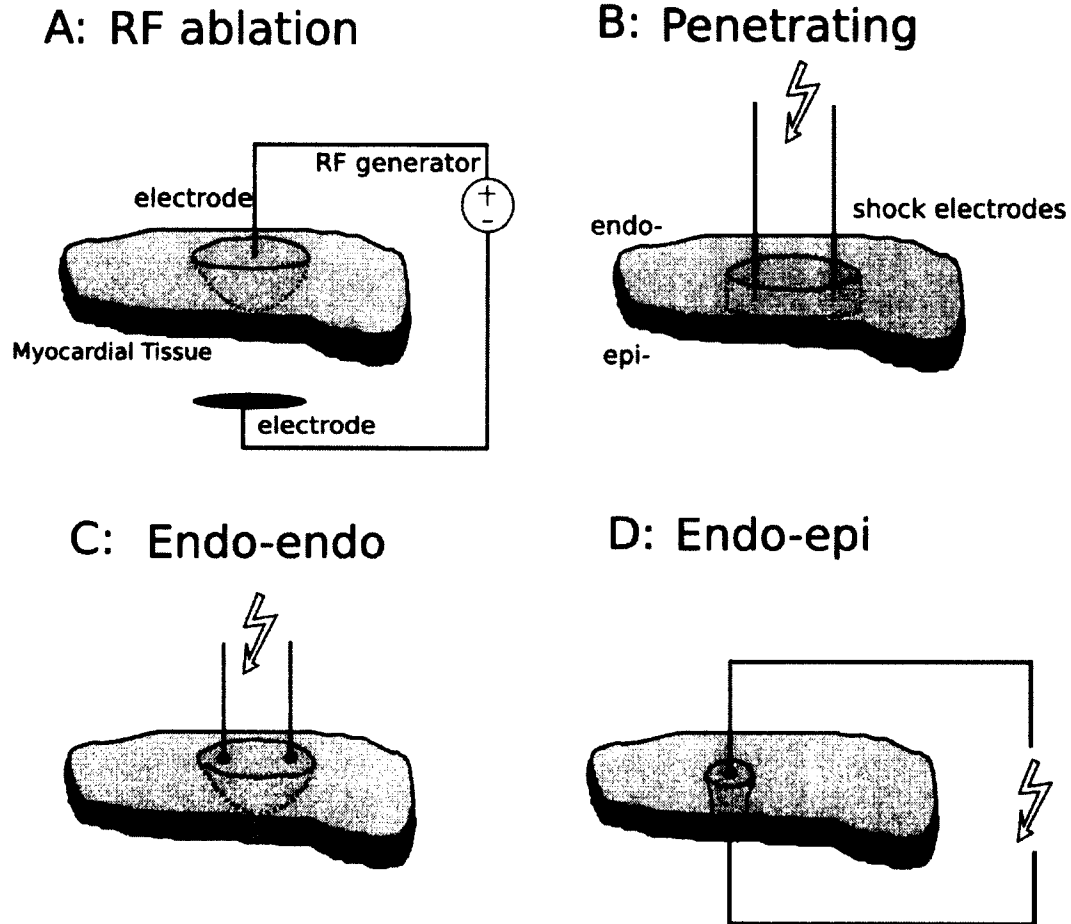 A: RF ablation
RF generator
electrode
+
-
Myocardial Tissue
electrode
B: Penetrating
shock electrodes
endo-
epi-
C: Endo-endo
D: Endo-epi